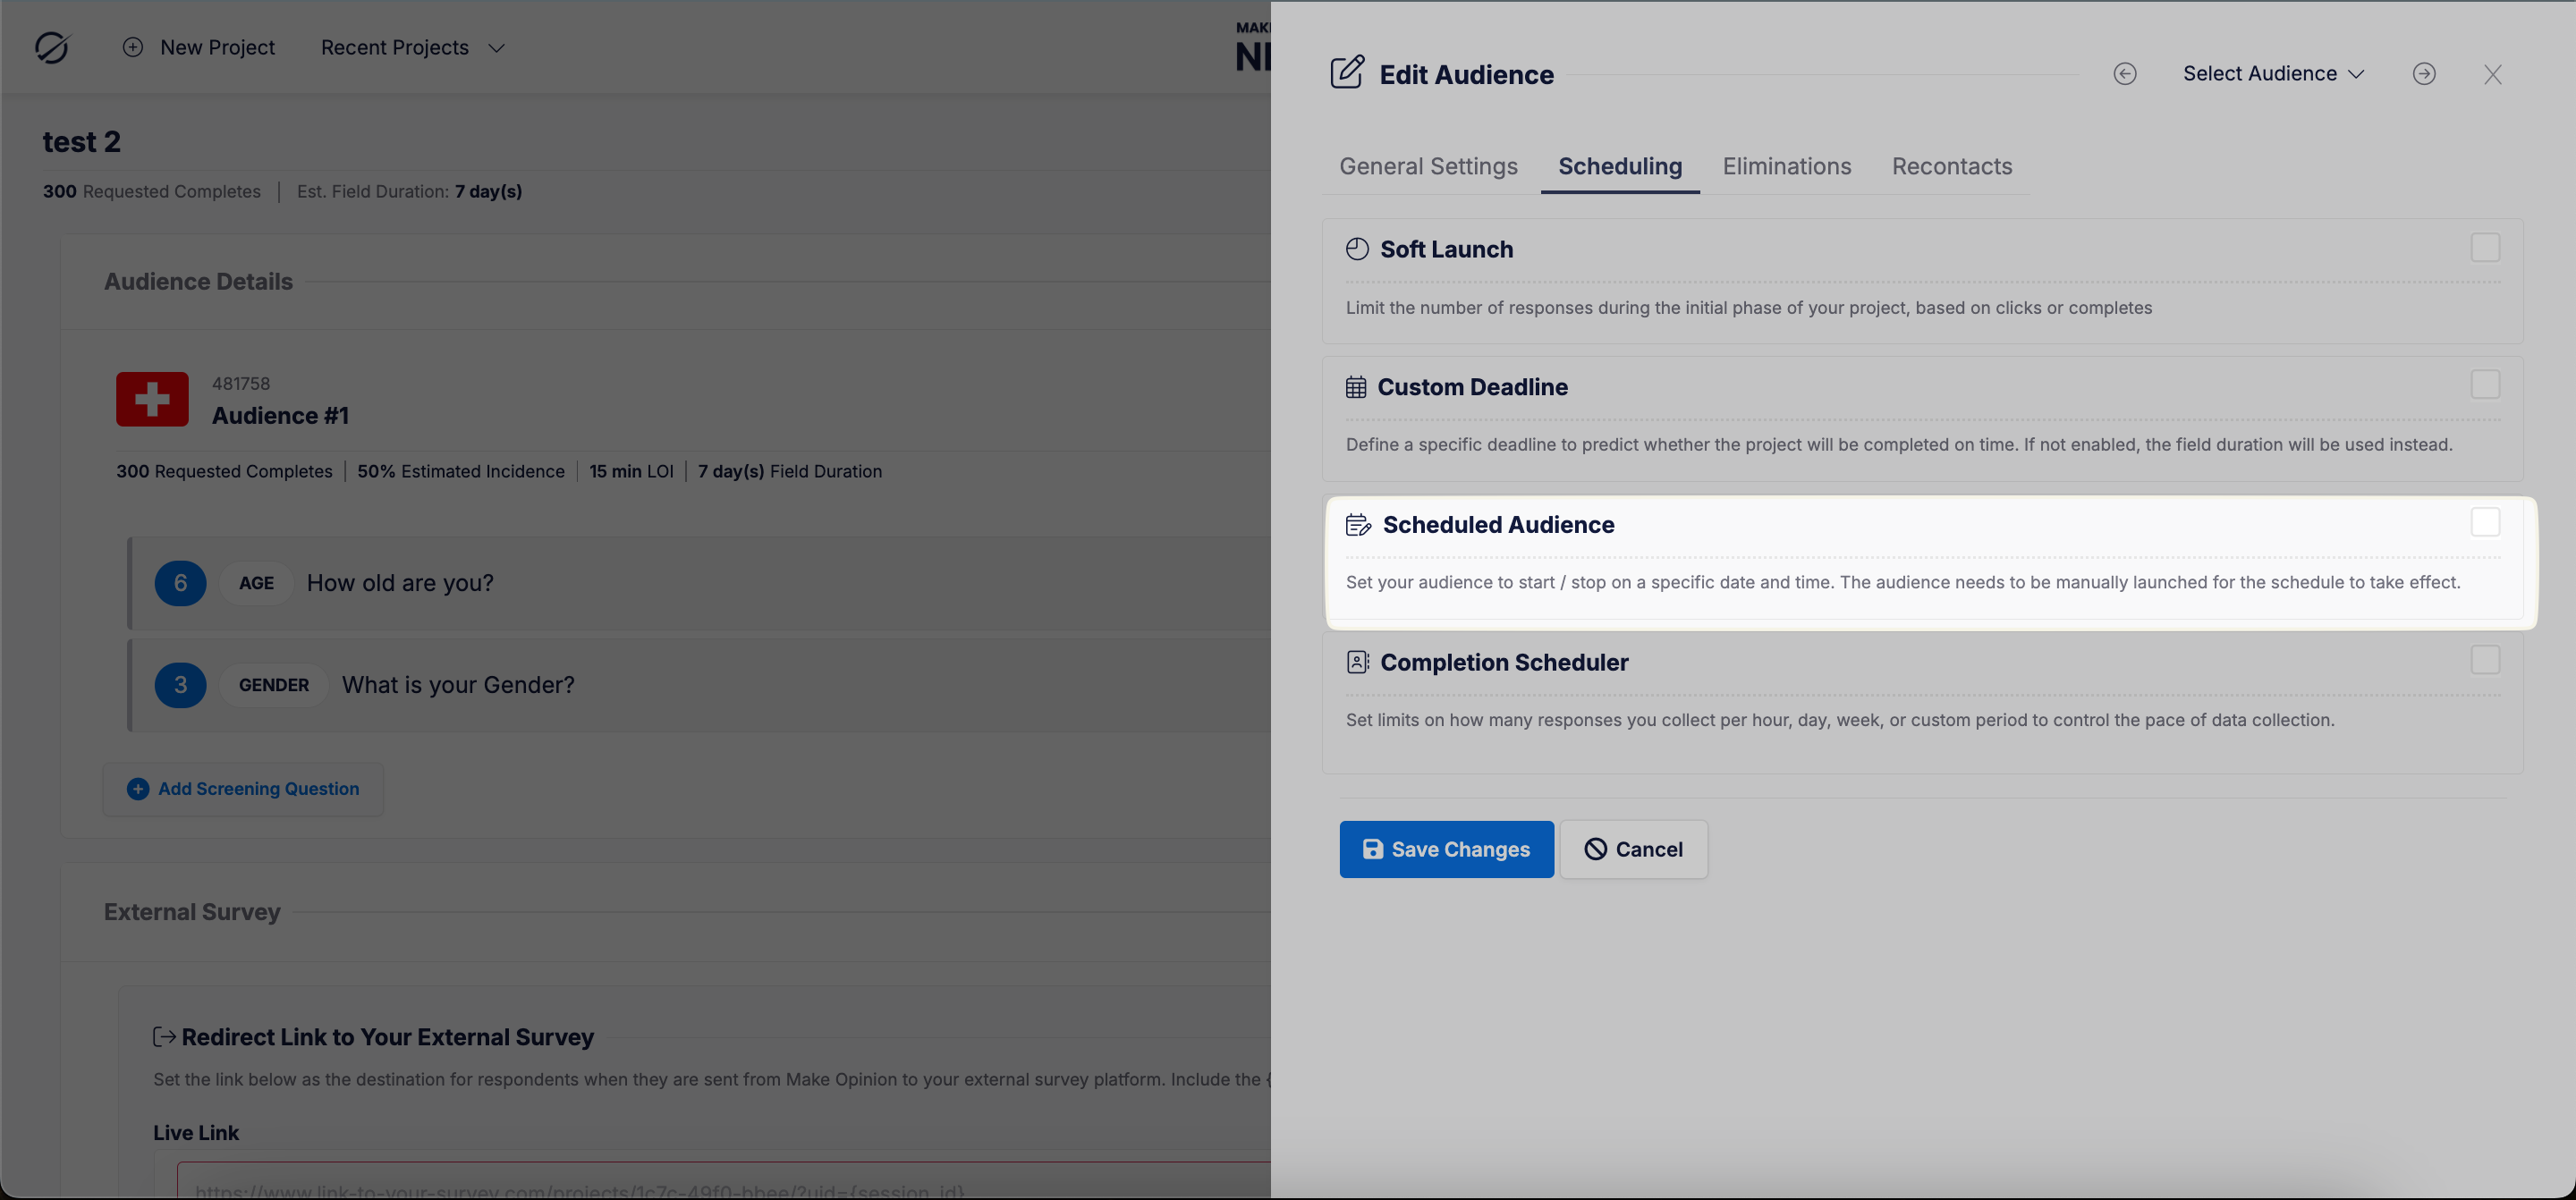 New Project
Recent Projects
MAK
test 2
300 Requested Completes
Est. Field Duration: 7 day(s)
Audience Details
481758
Audience #1
300 Requested Completes
50% Estimated Incidence
15 min LOI
7 day(s) Field Duration
6 AGE How old are you?
3 GENDER What is your Gender?
Add Screening Question
External Survey
Redirect Link to Your External Survey
Set the link below as the destination for respondents when they are sent from Make Opinion to your external survey platform. Include the {
Live Link
https://www.link-to-your-survey.com/projects/1c7c-49f0-bbee/?uid={session_id}
Edit Audience
Select Audience
General Settings
Scheduling
Eliminations
Recontacts
Soft Launch
Limit the number of responses during the initial phase of your project, based on clicks or completes
Custom Deadline
Define a specific deadline to predict whether the project will be completed on time. If not enabled, the field duration will be used instead.
Scheduled Audience
Set your audience to start / stop on a specific date and time. The audience needs to be manually launched for the schedule to take effect.
Completion Scheduler
Set limits on how many responses you collect per hour, day, week, or custom period to control the pace of data collection.
Save Changes
Cancel